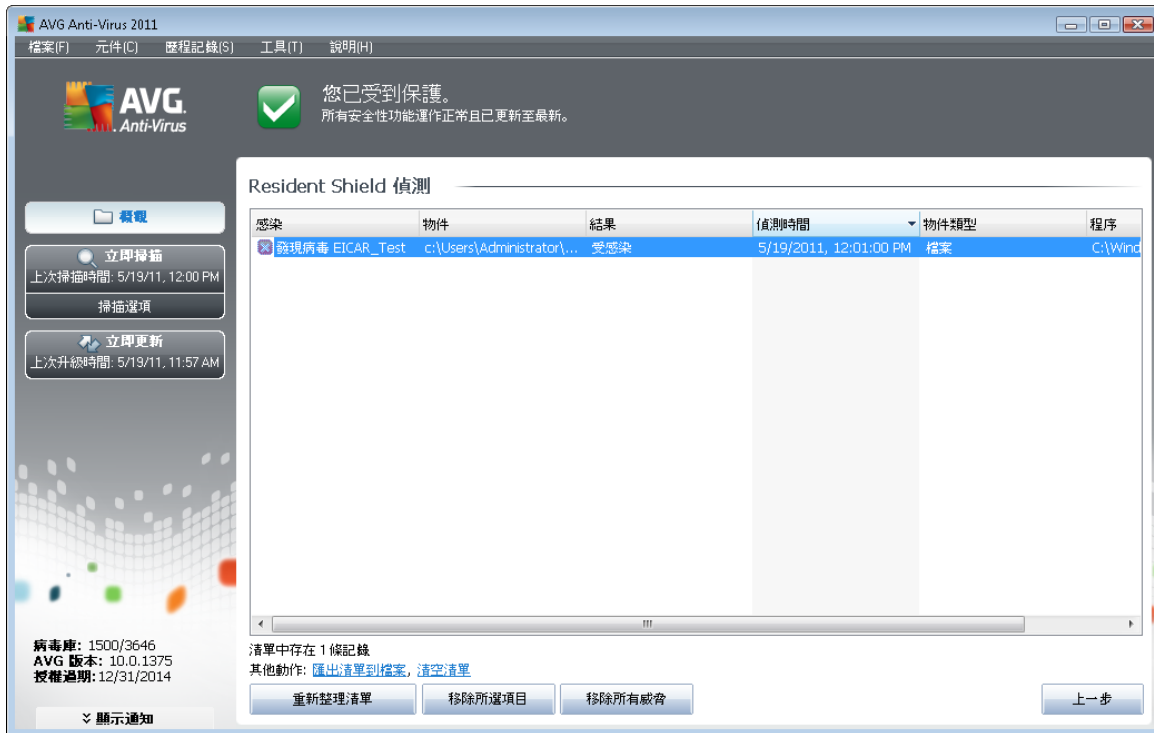 AVG Anti-Virus 2011
檔案(F) 元件(C) 歷程記錄(S) 工具(T) 說明(H)
AVG.
Anti-Virus
您已受到保護。
所有安全性功能運作正常且已更新至最新。
概觀
立即掃描
上次掃描時間: 5/19/11, 12:00 PM
掃描選項
立即更新
上次升級時間: 5/19/11, 11:57 AM
病毒庫: 1500/3646
AVG 版本: 10.0.1375
授權過期: 12/31/2014
顯示通知
Resident Shield 偵測
感染 物件 結果 偵測時間 物件類型 程序
發現病毒 EICAR_Test c:\Users\Administrator\... 受感染 5/19/2011, 12:01:00 PM 檔案 C:\Wind
清單中存在 1 條記錄
其他動作: 匯出清單到檔案, 清空清單
重新整理清單 移除所選項目 移除所有威脅 上一步